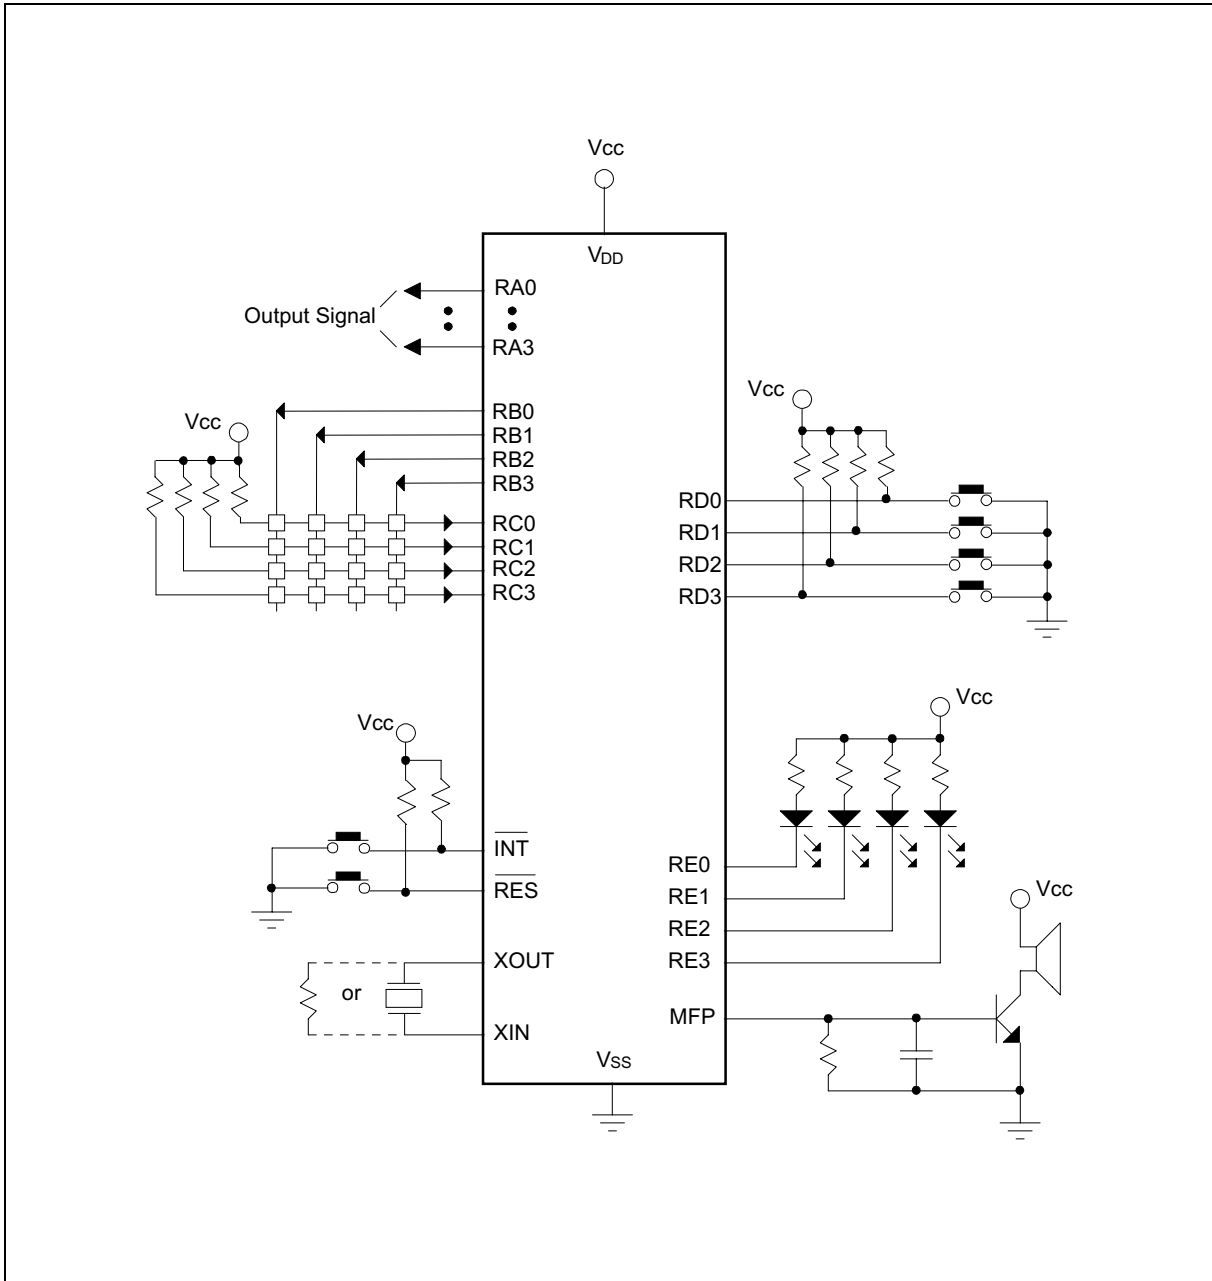 Vcc
VDD
RA0
Output Signal
RA3
Vcc
RB0
Vcc
RB1
RB2
RB3
RD0
RC0
RD1
RC1
RD2
RC2
RC3
RD3
Vcc
Vcc
INT
RE0
RES
Vcc
RE1
RE2
XOUT
RE3
or
MFP
XIN
VSS